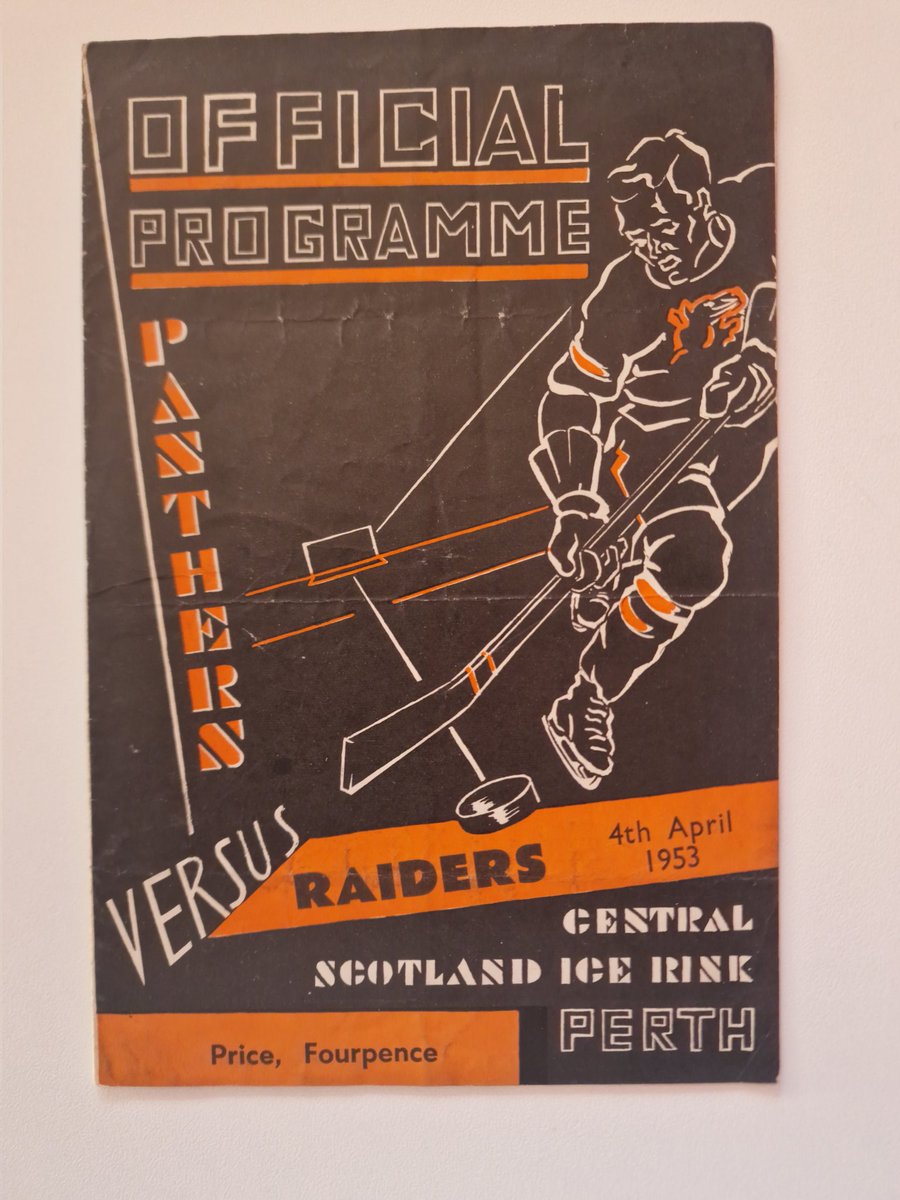 OFFICIAL
PROGRAMME
PANTHERS
VERSUS
RAIDERS
4th April
1953
CENTRAL
SCOTLAND ICE RINK
PERTH
Price, Fourpence